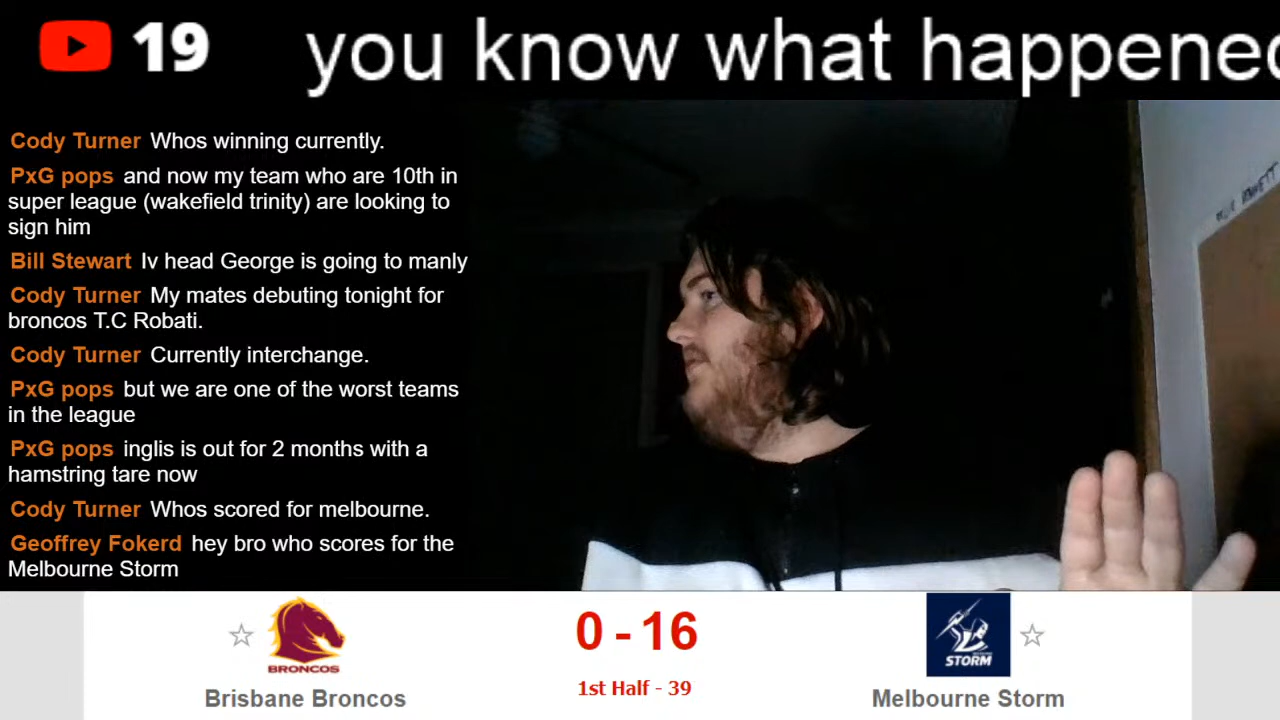 19
you know what happened
Cody Turner Whos winning currently.
PxG pops and now my team who are 10th in
super league (wakefield trinity) are looking to
sign him
Bill Stewart Iv head George is going to manly
Cody Turner My mates debuting tonight for
broncos T.C Robati.
Cody Turner Currently interchange.
PxG pops but we are one of the worst teams
in the league
PxG pops inglis is out for 2 months with a
hamstring tare now
Cody Turner Whos scored for melbourne.
Geoffrey Fokerd hey bro who scores for the
Melbourne Storm
BRONCOS
Brisbane Broncos
0 - 16
1st Half - 39
STORM
Melbourne Storm